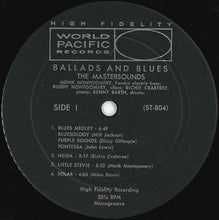 HIGH FIDELITY
WORLD
PACIFIC
RECORDS
BALLADS AND BLUES
THE MASTERSOUNDS
MONK MONTGOMERY, Fender electric bass;
BUDDY MONTGOMERY, vibes; RICHIE CRABTREE,
piano; BENNY BARTH, drums
SIDE 1
(ST-804)
1. BLUES MEDLEY - 6:49
BLUESOLOGY (Milt Jackson)
PURPLE SOUNDS (Dizzy Gillespie)
FONTESSA (John Lewis)
2. HEIDA - 5:17 (Richie Crabtree)
3. LITTLE STEVIE - 6:52 (Monk Montgomery)
4. SOLAR - 4:03 (Miles Davis)
High Fidelity Recording
33⅓ RPM
Microgroove